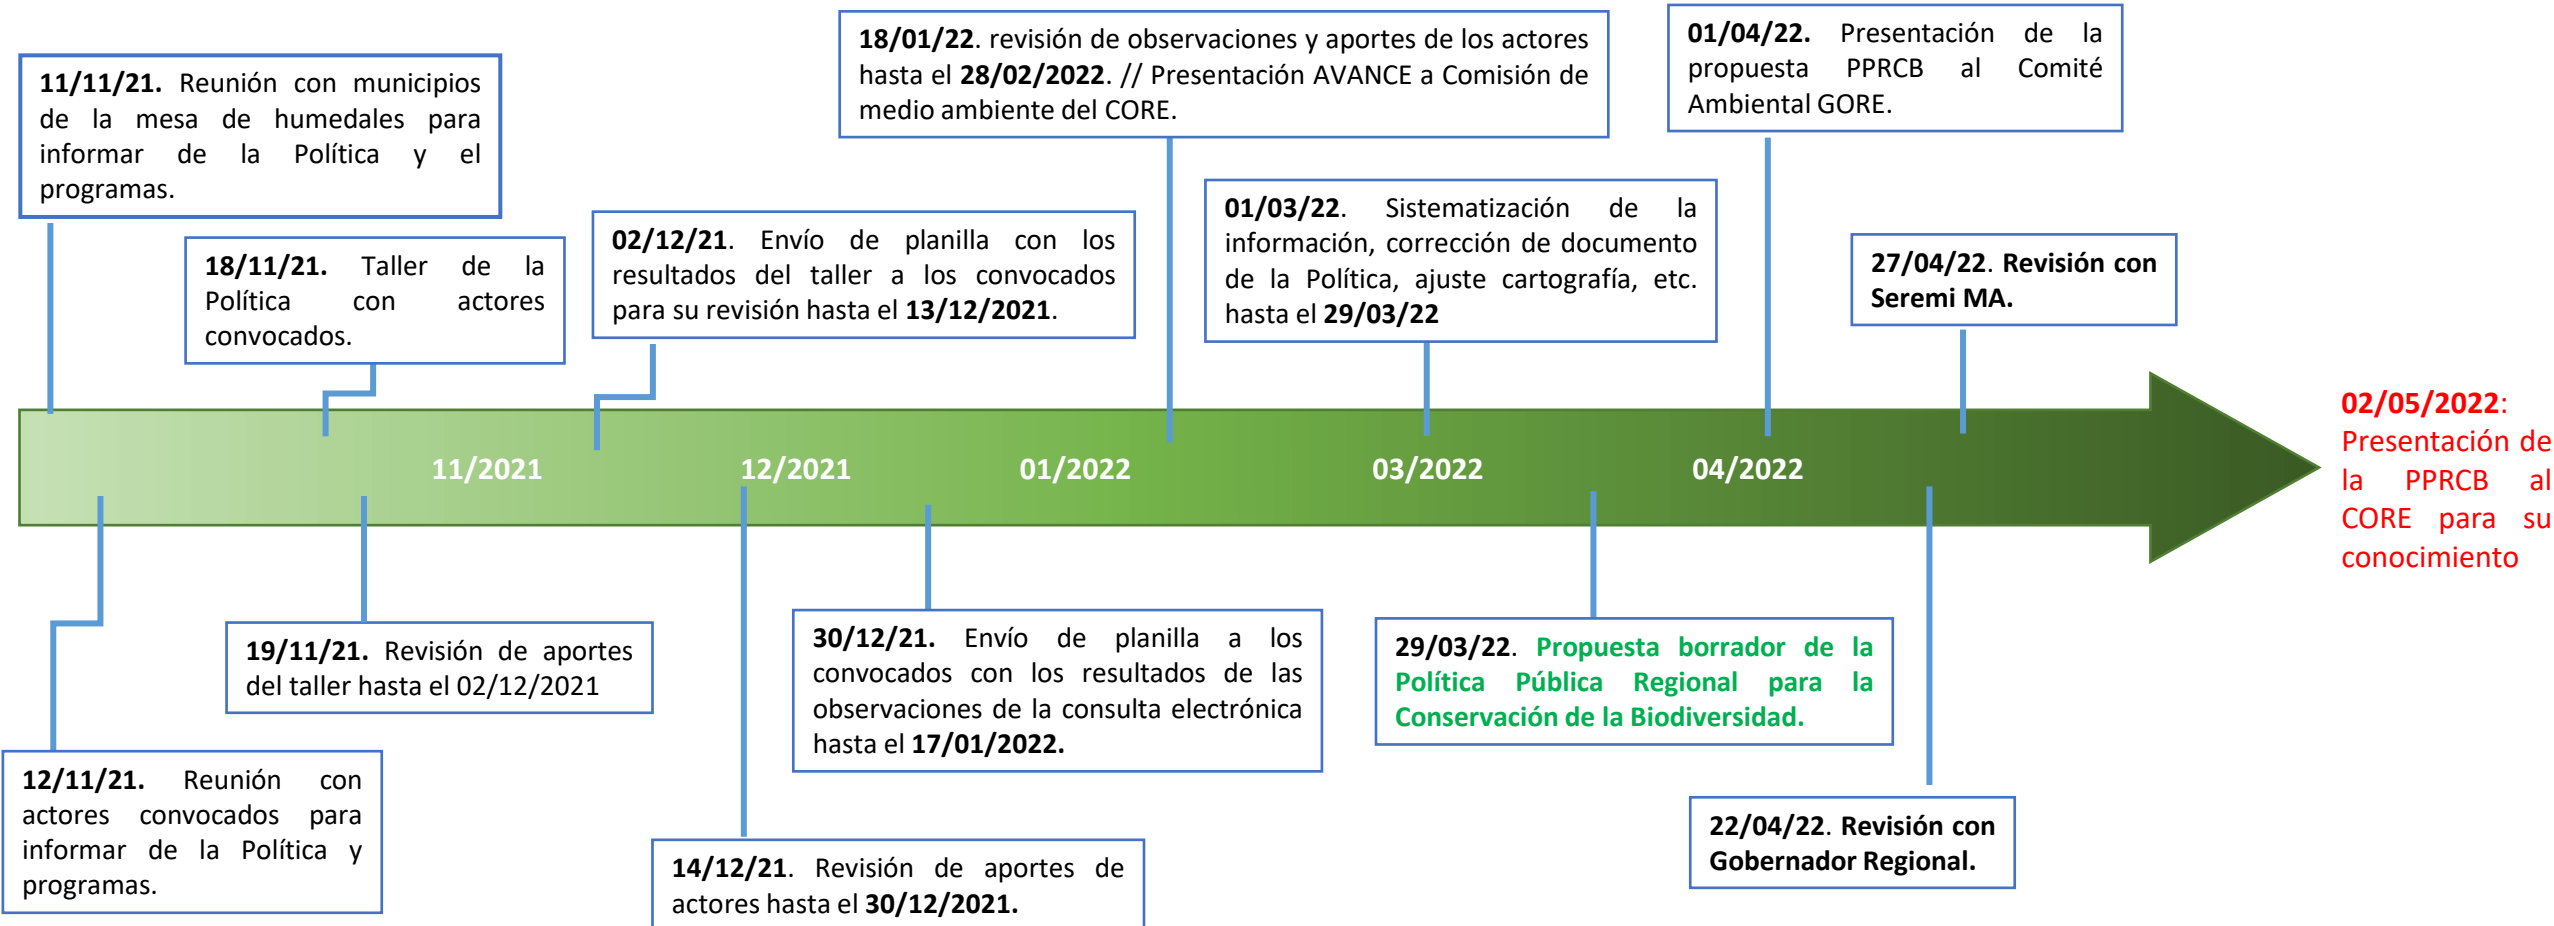 11/11/21. Reunión con municipios
de la mesa de humedales para
informar de la Política y el
programas.
18/11/21. Taller de la
Política con actores
convocados.
02/12/21. Envío de planilla con los
resultados del taller a los convocados
para su revisión hasta el 13/12/2021.
18/01/22. revisión de observaciones y aportes de los actores
hasta el 28/02/2022. // Presentación AVANCE a Comisión de
medio ambiente del CORE.
01/03/22. Sistematización de la
información, corrección de documento
de la Política, ajuste cartografía, etc.
hasta el 29/03/22
01/04/22. Presentación de la
propuesta PPRCB al Comité
Ambiental GORE.
27/04/22. Revisión con
Seremi MA.
11/2021
12/2021
01/2022
03/2022
04/2022
02/05/2022:
Presentación de
la PPRCB al
CORE para su
conocimiento
12/11/21. Reunión con
actores convocados para
informar de la Política y
programas.
19/11/21. Revisión de aportes
del taller hasta el 02/12/2021
14/12/21. Revisión de aportes de
actores hasta el 30/12/2021.
30/12/21. Envío de planilla a los
convocados con los resultados de las
observaciones de la consulta electrónica
hasta el 17/01/2022.
29/03/22. Propuesta borrador de la
Política Pública Regional para la
Conservación de la Biodiversidad.
22/04/22. Revisión con
Gobernador Regional.